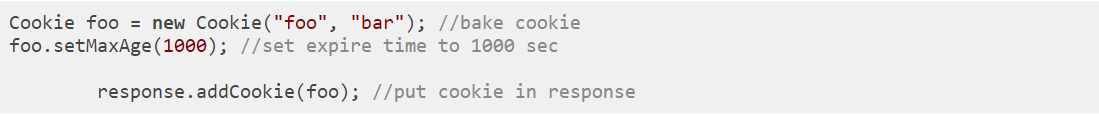 Cookie foo = new Cookie("foo", "bar"); //bake cookie
foo.setMaxAge(1000); //set expire time to 1000 sec
response.addCookie(foo); //put cookie in response